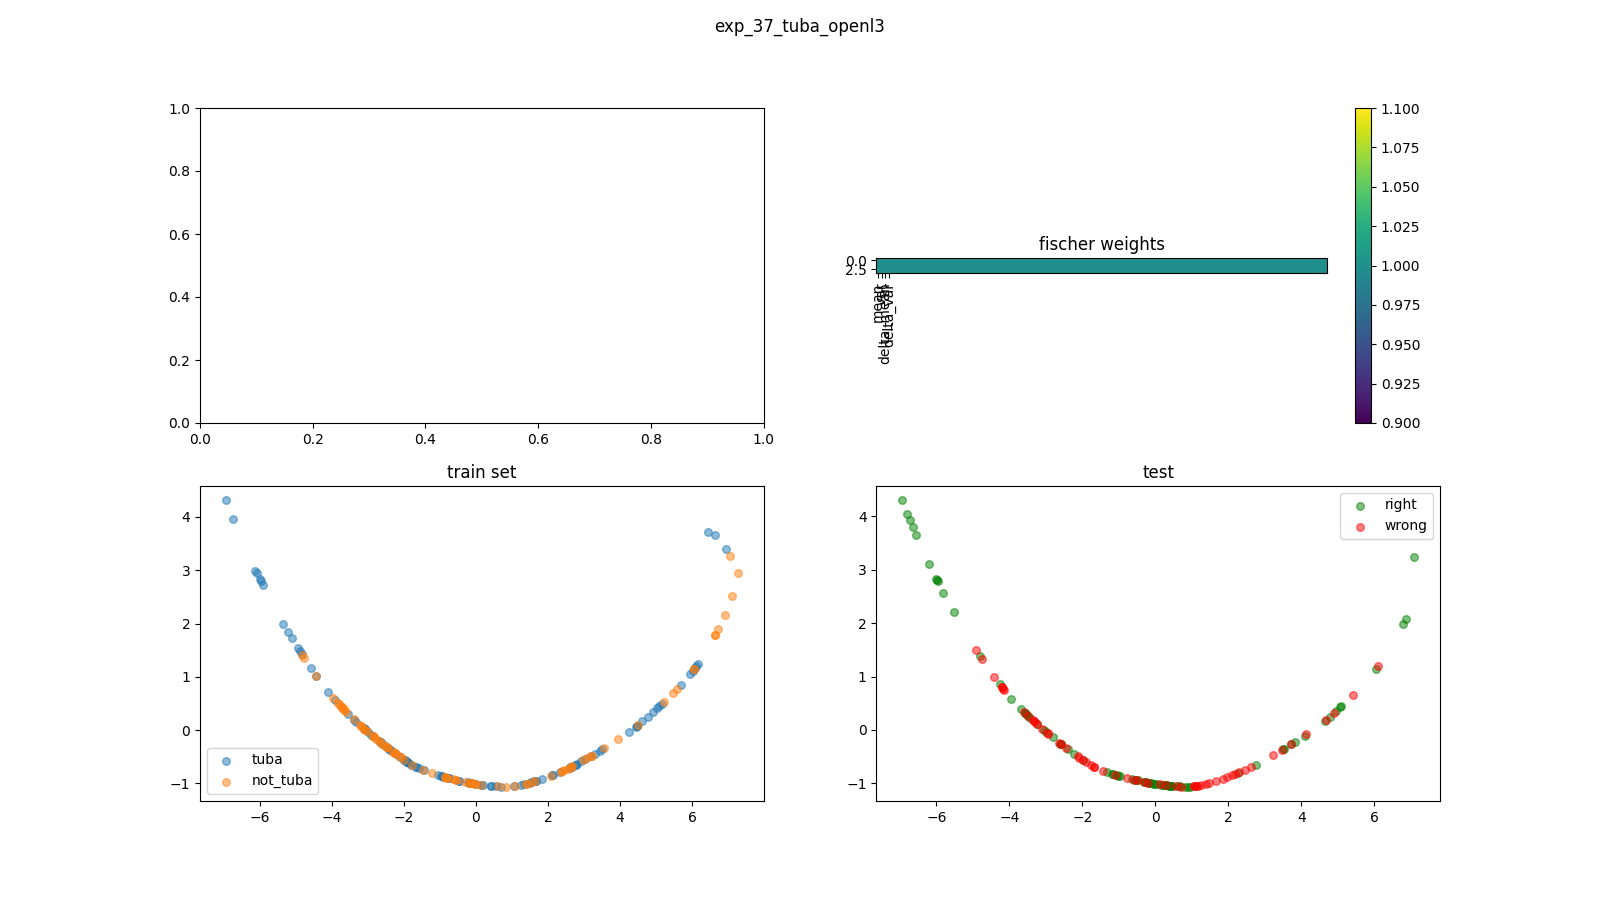 exp_37_tuba_openl3
1.0
0.8
0.6
0.4
0.2
0.0
0.0 0.2 0.4 0.6 0.8 1.0
fischer weights
0.0
2.5
mean
delta_mean
delta_var
1.100
1.075
1.050
1.025
1.000
0.975
0.950
0.925
0.900
train set
4
3
2
1
0
−1
−6 −4 −2 0 2 4 6
tuba
not_tuba
test
4
3
2
1
0
−1
−6 −4 −2 0 2 4 6
right
wrong